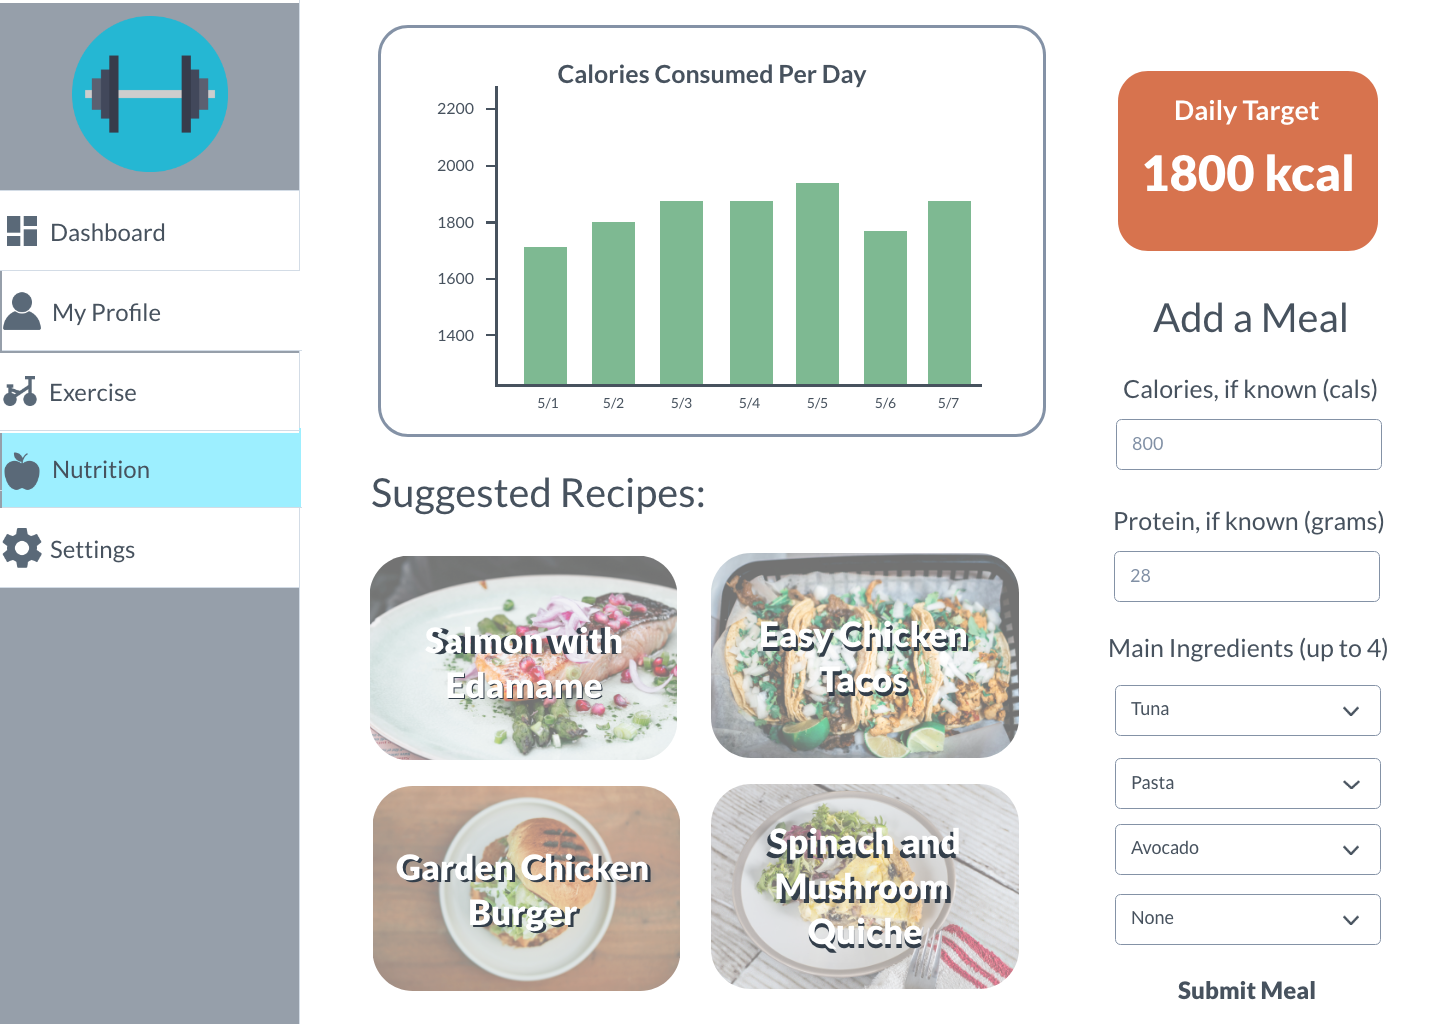 Dashboard
My Profile
Exercise
Nutrition
Settings
Calories Consumed Per Day
2200
2000
1800
1600
1400
5/1 5/2 5/3 5/4 5/5 5/6 5/7
Suggested Recipes:
Salmon with
Edamame
Easy Chicken
Tacos
Garden Chicken
Burger
Spinach and
Mushroom
Quiche
Daily Target
1800 kcal
Add a Meal
Calories, if known (cals)
800
Protein, if known (grams)
28
Main Ingredients (up to 4)
Tuna
Pasta
Avocado
None
Submit Meal